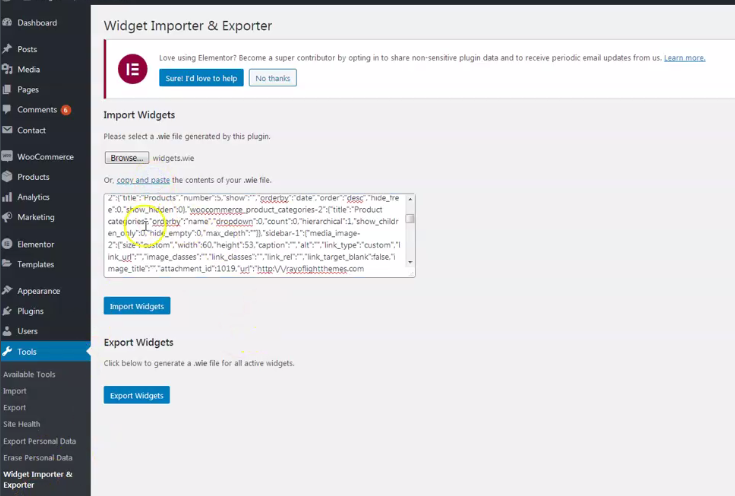 Dashboard
Posts
Media
Pages
Comments 6
Contact
WooCommerce
Products
Analytics
Marketing
Elementor
Templates
Appearance
Plugins
Users
Tools
Available Tools
Import
Export
Site Health
Export Personal Data
Erase Personal Data
Widget Importer &
Exporter
Widget Importer & Exporter
Love using Elementor? Become a super contributor by opting in to share non-sensitive plugin data and to receive periodic email updates from us. Learn more.
Sure! I'd love to help No thanks
Import Widgets
Please select a .wie file generated by this plugin.
Browse... widgets.wie
Or, copy and paste the contents of your .wie file.
2":{"title":"Products","number":5,"show":"","orderby":"date","order":"desc","hide_fre
e":0,"show_hidden":0},"woocommerce_product_categories-2":{"title":"Product
categories","orderby":"name","dropdown":0,"count":0,"hierarchical":1,"show_childr
en_only":0,"hide_empty":0,"max_depth":""}},"sidebar-1":{"media_image-
2":{"size":"custom","width":60,"height":53,"caption":"","alt":"","link_type":"custom","l
ink_url":"","image_classes":"","link_classes":"","link_rel":"","link_target_blank":false,"i
mage_title":"","attachment_id":1019,"url":"http:\/\/rayoflightthemes.com
Import Widgets
Export Widgets
Click below to generate a .wie file for all active widgets.
Export Widgets